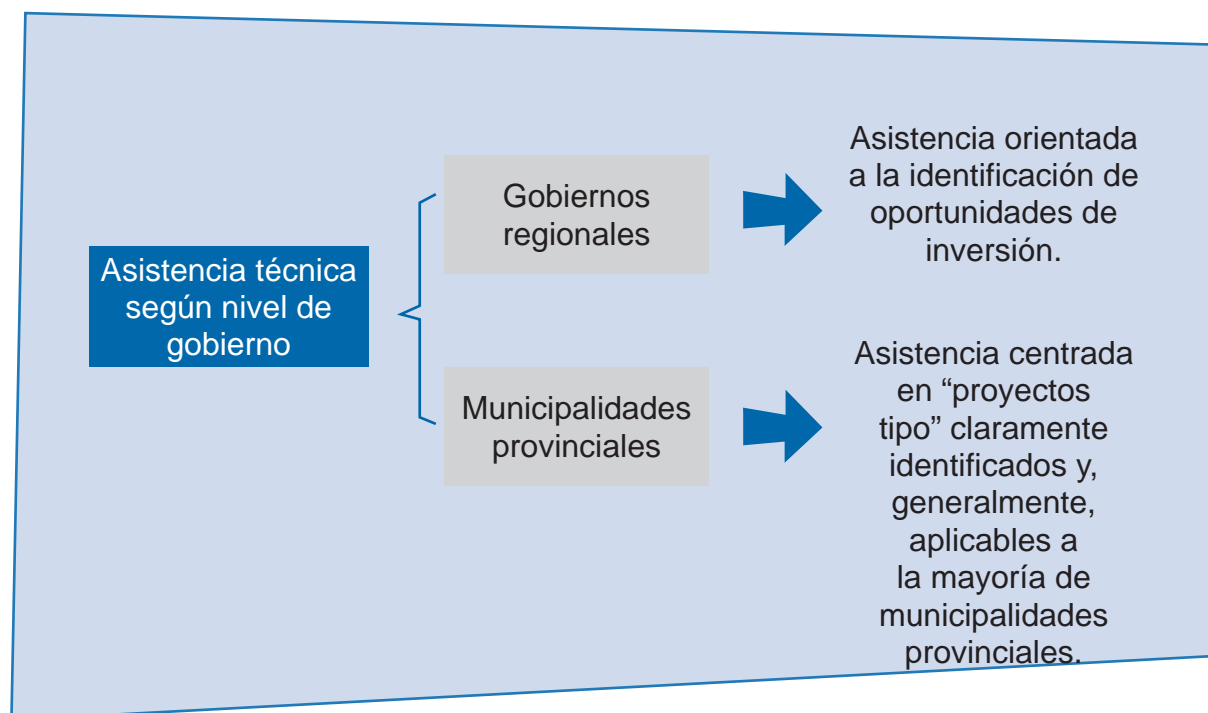 Asistencia técnica
según nivel de
gobierno
Gobiernos
regionales
Asistencia orientada
a la identificación de
oportunidades de
inversión.
Municipalidades
provinciales
Asistencia centrada
en “proyectos
tipo” claramente
identificados y,
generalmente,
aplicables a
la mayoría de
municipalidades
provinciales.